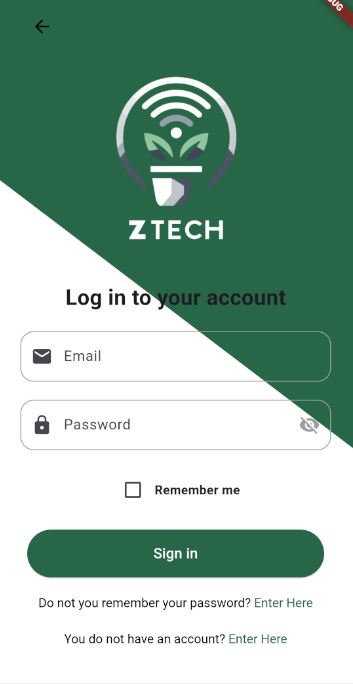 ZTECH
Log in to your account
Email
Password
Remember me
Sign in
Do not you remember your password? Enter Here
You do not have an account? Enter Here